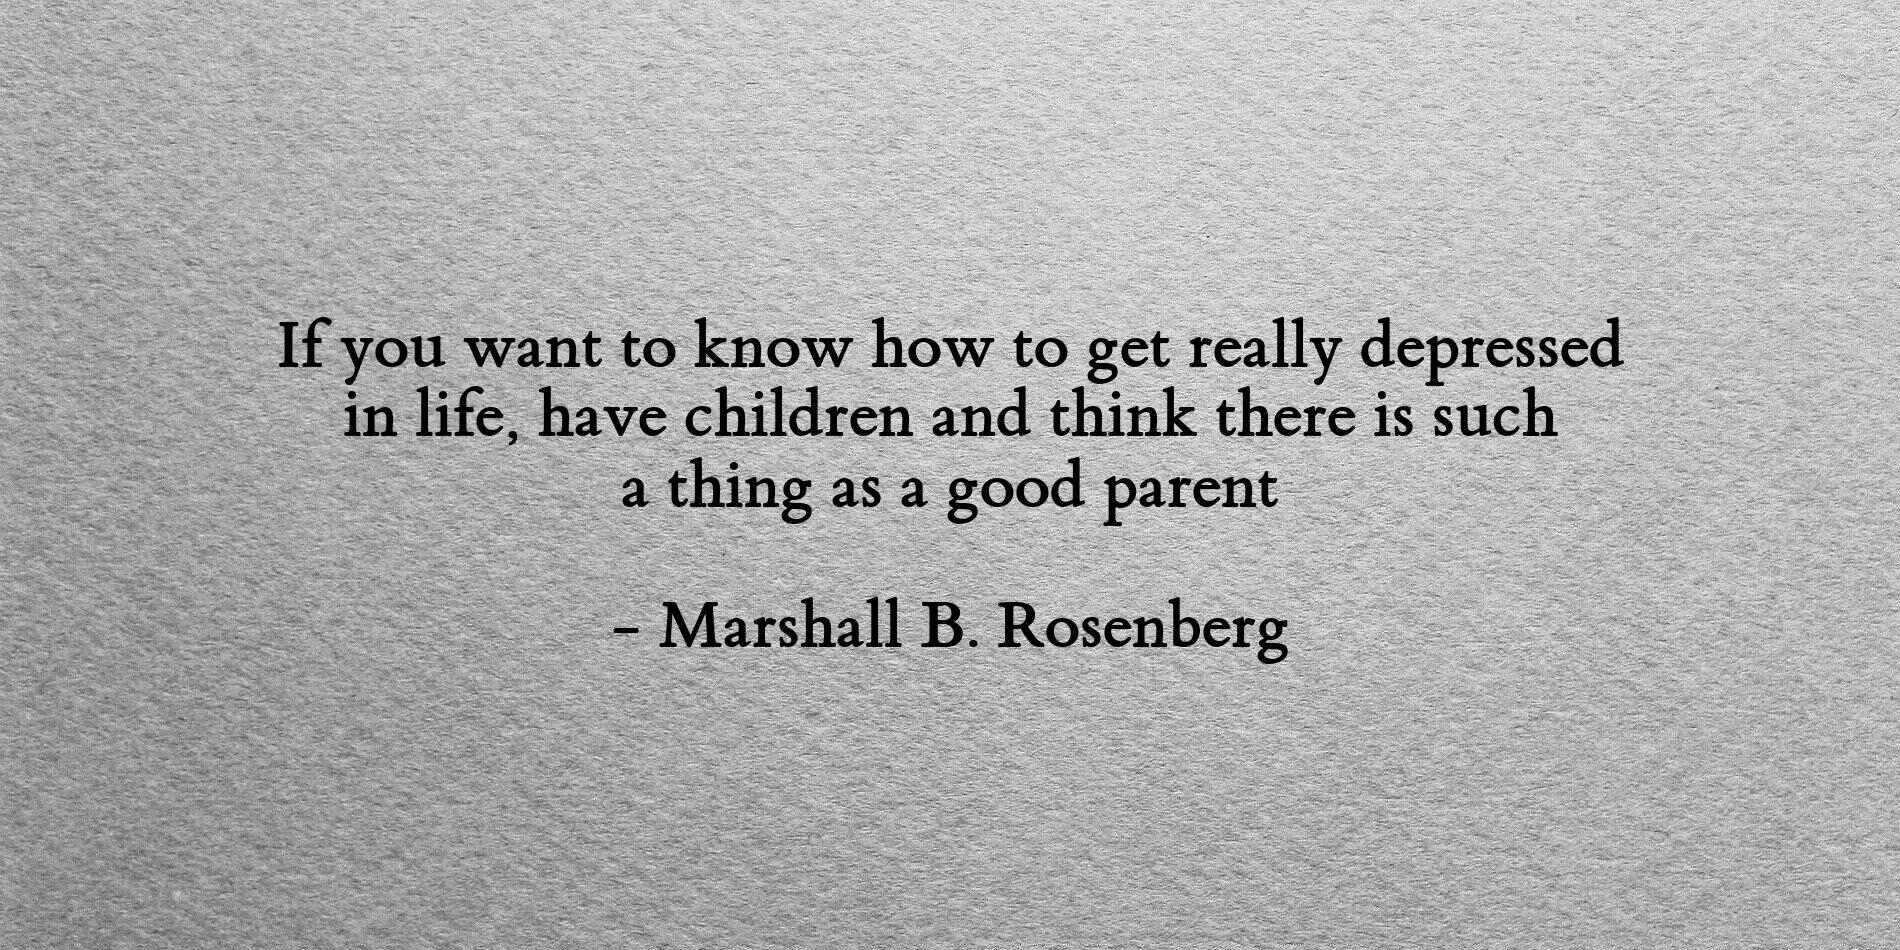 If you want to know how to get really depressed
in life, have children and think there is such
a thing as a good parent
– Marshall B. Rosenberg